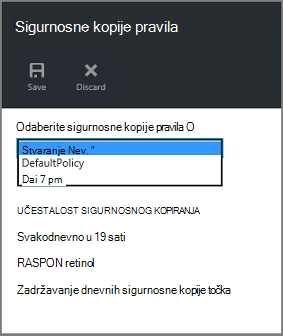 Sigurnosne kopije pravila
Save Discard
Odaberite sigurnosne kopije pravila O
Stvaranje Nev. "
DefaultPolicy
Dai 7 pm
UČESTALOST SIGURNOSNOG KOPIRANJA
Svakodnevno u 19 sati
RASPON retinol
Zadržavanje dnevnih sigurnosne kopije točka